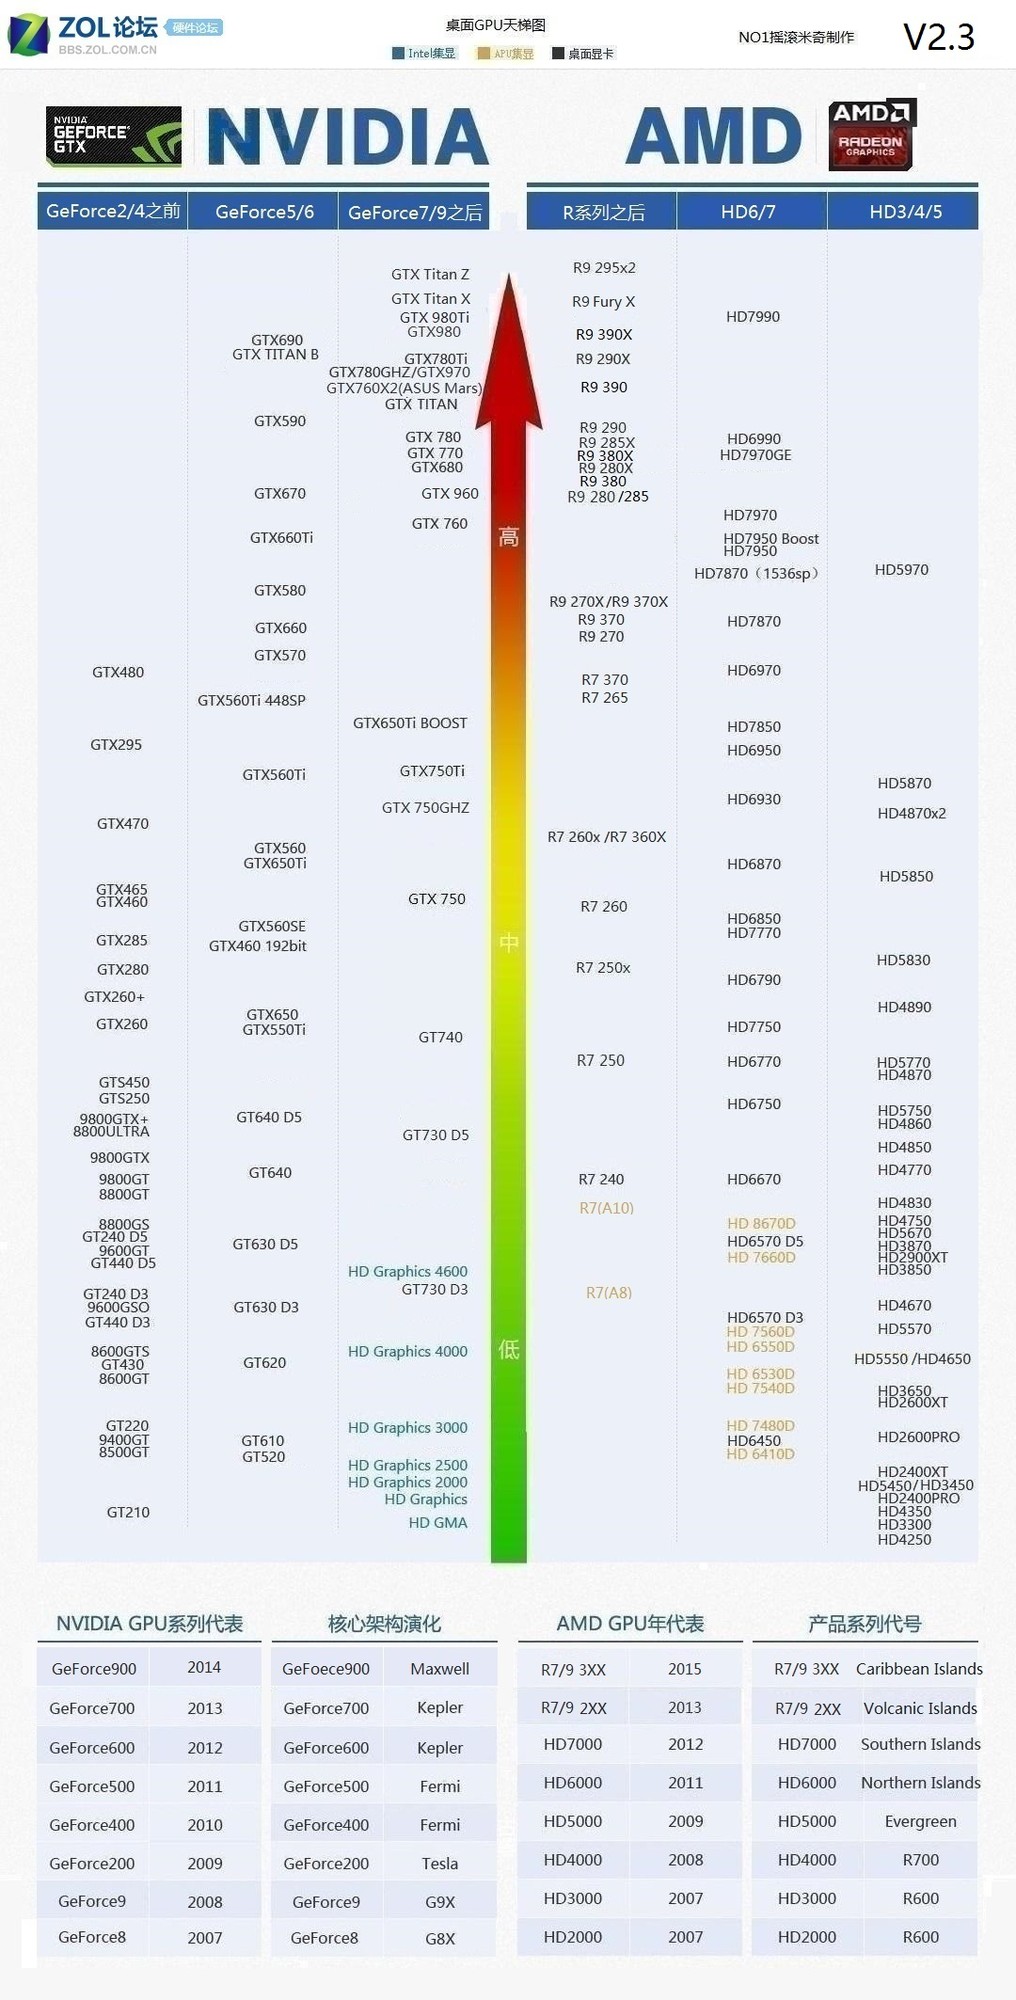 ZOL论坛 硬件论坛
BBS.ZOL.COM.CN
桌面GPU天梯图
Intel集显 APU集显 桌面显卡
NO1摇滚米奇制作
V2.3
NVIDIA
GEFORCE
GTX
NVIDIA
AMD
AMD
RADEON
GRAPHICS
GeForce2/4之前
GeForce5/6
GeForce7/9之后
R系列之后
HD6/7
HD3/4/5
GTX480
GTX295
GTX470
GTX465
GTX460
GTX285
GTX280
GTX260+
GTX260
GTS450
GTS250
9800GTX+
8800ULTRA
9800GTX
9800GT
8800GT
8800GS
GT240 D5
9600GT
GT440 D5
GT240 D3
9600GSO
GT440 D3
8600GTS
GT430
8600GT
GT220
9400GT
8500GT
GT210
GTX690
GTX TITAN B
GTX590
GTX670
GTX660Ti
GTX580
GTX660
GTX570
GTX560Ti 448SP
GTX560Ti
GTX560
GTX650Ti
GTX560SE
GTX460 192bit
GTX650
GTX550Ti
GT640 D5
GT640
GT630 D5
GT630 D3
GT620
GT610
GT520
GTX Titan Z
GTX Titan X
GTX 980Ti
GTX980
GTX780Ti
GTX780GHZ/GTX970
GTX760X2(ASUS Mars)
GTX TITAN
GTX 780
GTX 770
GTX680
GTX 960
GTX 760
GTX650Ti BOOST
GTX750Ti
GTX 750GHZ
GTX 750
GT740
GT730 D5
HD Graphics 4600
GT730 D3
HD Graphics 4000
HD Graphics 3000
HD Graphics 2500
HD Graphics 2000
HD Graphics
HD GMA
高
中
低
R9 295x2
R9 Fury X
R9 390X
R9 290X
R9 390
R9 290
R9 285X
R9 380X
R9 280X
R9 380
R9 280 /285
R9 270X/R9 370X
R9 370
R9 270
R7 370
R7 265
R7 260x /R7 360X
R7 260
R7 250x
R7 250
R7 240
R7(A10)
R7(A8)
HD7990
HD6990
HD7970GE
HD7970
HD7950 Boost
HD7950
HD7870（1536sp）
HD7870
HD6970
HD7850
HD6950
HD6930
HD6870
HD6850
HD7770
HD6790
HD7750
HD6770
HD6750
HD6670
HD 8670D
HD6570 D5
HD 7660D
HD6570 D3
HD 7560D
HD 6550D
HD 6530D
HD 7540D
HD 7480D
HD6450
HD 6410D
HD5970
HD5870
HD4870x2
HD5850
HD5830
HD4890
HD5770
HD4870
HD5750
HD4860
HD4850
HD4770
HD4830
HD4750
HD5670
HD3870
HD2900XT
HD3850
HD4670
HD5570
HD5550 /HD4650
HD3650
HD2600XT
HD2600PRO
HD2400XT
HD5450/HD3450
HD2400PRO
HD4350
HD3300
HD4250
NVIDIA GPU系列代表
GeForce900 2014
GeForce700 2013
GeForce600 2012
GeForce500 2011
GeForce400 2010
GeForce200 2009
GeForce9 2008
GeForce8 2007
核心架构演化
GeFoece900 Maxwell
GeForce700 Kepler
GeForce600 Kepler
GeForce500 Fermi
GeForce400 Fermi
GeForce200 Tesla
GeForce9 G9X
GeForce8 G8X
AMD GPU年代表
R7/9 3XX 2015
R7/9 2XX 2013
HD7000 2012
HD6000 2011
HD5000 2009
HD4000 2008
HD3000 2007
HD2000 2007
产品系列代号
R7/9 3XX Caribbean Islands
R7/9 2XX Volcanic Islands
HD7000 Southern Islands
HD6000 Northern Islands
HD5000 Evergreen
HD4000 R700
HD3000 R600
HD2000 R600